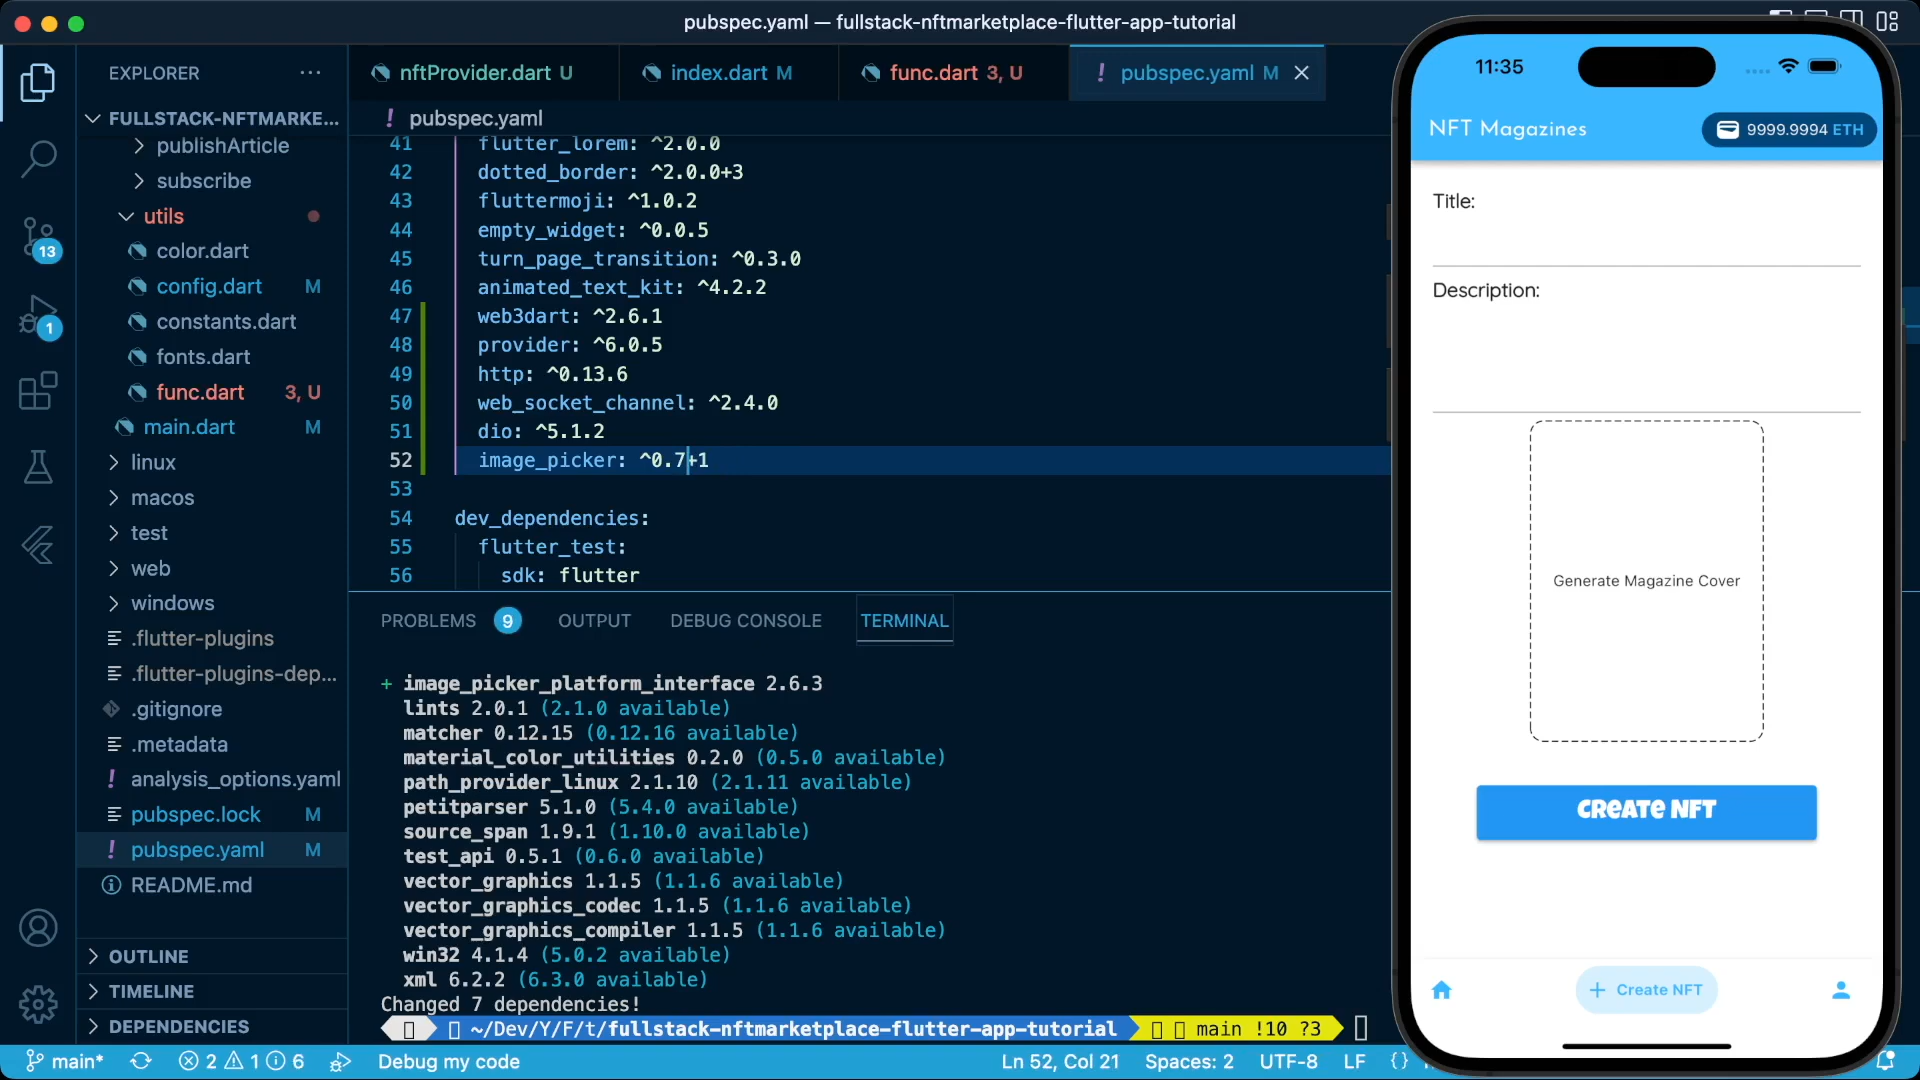 pubspec.yaml — fullstack-nftmarketplace-flutter-app-tutorial
EXPLORER
FULLSTACK-NFTMARKE...
publishArticle
subscribe
utils
color.dart
config.dart M
constants.dart
fonts.dart
func.dart 3, U
main.dart M
linux
macos
test
web
windows
.flutter-plugins
.flutter-plugins-dep...
.gitignore
.metadata
analysis_options.yaml
pubspec.lock M
pubspec.yaml M
README.md
OUTLINE
TIMELINE
DEPENDENCIES
13
1
nftProvider.dart U
index.dart M
func.dart 3, U
pubspec.yaml M
pubspec.yaml
41 flutter_lorem: ^2.0.0
42 dotted_border: ^2.0.0+3
43 fluttermoji: ^1.0.2
44 empty_widget: ^0.0.5
45 turn_page_transition: ^0.3.0
46 animated_text_kit: ^4.2.2
47 web3dart: ^2.6.1
48 provider: ^6.0.5
49 http: ^0.13.6
50 web_socket_channel: ^2.4.0
51 dio: ^5.1.2
52 image_picker: ^0.7+1
53
54 dev_dependencies:
55 flutter_test:
56 sdk: flutter
PROBLEMS 9 OUTPUT DEBUG CONSOLE TERMINAL
+ image_picker_platform_interface 2.6.3
lints 2.0.1 (2.1.0 available)
matcher 0.12.15 (0.12.16 available)
material_color_utilities 0.2.0 (0.5.0 available)
path_provider_linux 2.1.10 (2.1.11 available)
petitparser 5.1.0 (5.4.0 available)
source_span 1.9.1 (1.10.0 available)
test_api 0.5.1 (0.6.0 available)
vector_graphics 1.1.5 (1.1.6 available)
vector_graphics_codec 1.1.5 (1.1.6 available)
vector_graphics_compiler 1.1.5 (1.1.6 available)
win32 4.1.4 (5.0.2 available)
xml 6.2.2 (6.3.0 available)
Changed 7 dependencies!
~/Dev/Y/F/t/fullstack-nftmarketplace-flutter-app-tutorial main !10 ?3
main* 2 1 6 Debug my code Ln 52, Col 21 Spaces: 2 UTF-8 LF {}
11:35
NFT Magazines
9999.9994 ETH
Title:
Description:
Generate Magazine Cover
Create NFT
+ Create NFT